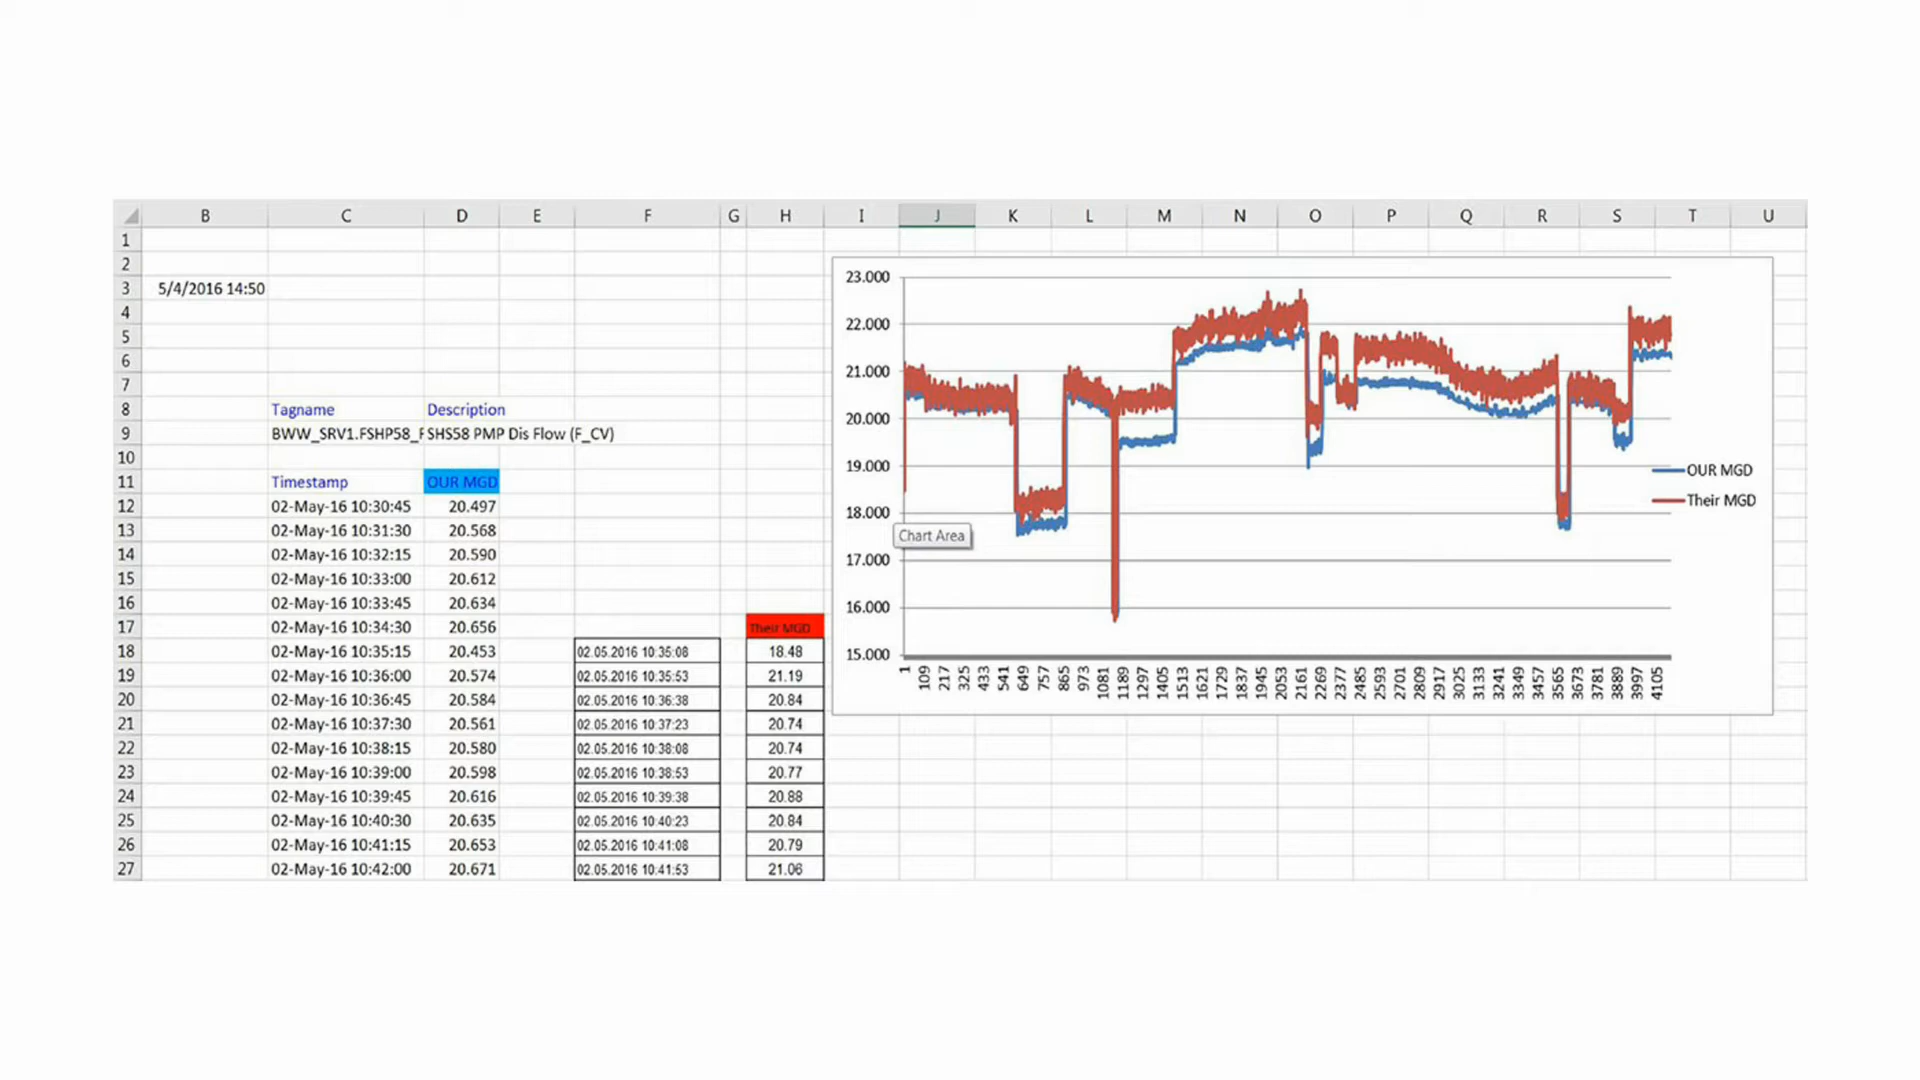 B C D E F G H I J K L M N O P Q R S T U
1
2
3 5/4/2016 14:50
4
5
6
7
8 Tagname Description
9 BWW_SRV1.FSHP58_F SHS58 PMP Dis Flow (F_CV)
10
11 Timestamp OUR MGD
12 02-May-16 10:30:45 20.497
13 02-May-16 10:31:30 20.568
14 02-May-16 10:32:15 20.590
15 02-May-16 10:33:00 20.612
16 02-May-16 10:33:45 20.634
17 02-May-16 10:34:30 20.656 Their MGD
18 02-May-16 10:35:15 20.453 02.05.2016 10:35:08 18.48
19 02-May-16 10:36:00 20.574 02.05.2016 10:35:53 21.19
20 02-May-16 10:36:45 20.584 02.05.2016 10:36:38 20.84
21 02-May-16 10:37:30 20.561 02.05.2016 10:37:23 20.74
22 02-May-16 10:38:15 20.580 02.05.2016 10:38:08 20.74
23 02-May-16 10:39:00 20.598 02.05.2016 10:38:53 20.77
24 02-May-16 10:39:45 20.616 02.05.2016 10:39:38 20.88
25 02-May-16 10:40:30 20.635 02.05.2016 10:40:23 20.84
26 02-May-16 10:41:15 20.653 02.05.2016 10:41:08 20.79
27 02-May-16 10:42:00 20.671 02.05.2016 10:41:53 21.06
23.000
22.000
21.000
20.000
19.000
18.000
17.000
16.000
15.000
Chart Area
OUR MGD
Their MGD
1 109 217 325 433 541 649 757 865 973 1081 1189 1297 1405 1513 1621 1729 1837 1945 2053 2161 2269 2377 2485 2593 2701 2809 2917 3025 3133 3241 3349 3457 3565 3673 3781 3889 3997 4105